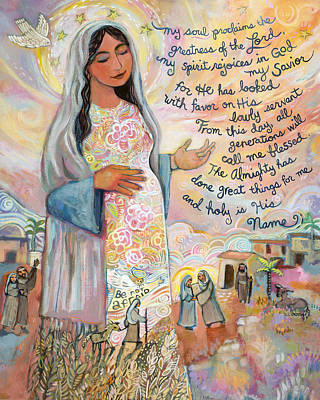 my soul proclaims the
greatness of the Lord,
my spirit rejoices in God
my Savior
for He has looked
with favor on His
lowly servant
From this day all
generations will
call me blessed.
The Almighty has
done great things for me
and holy is His
Name
Be not
afraid